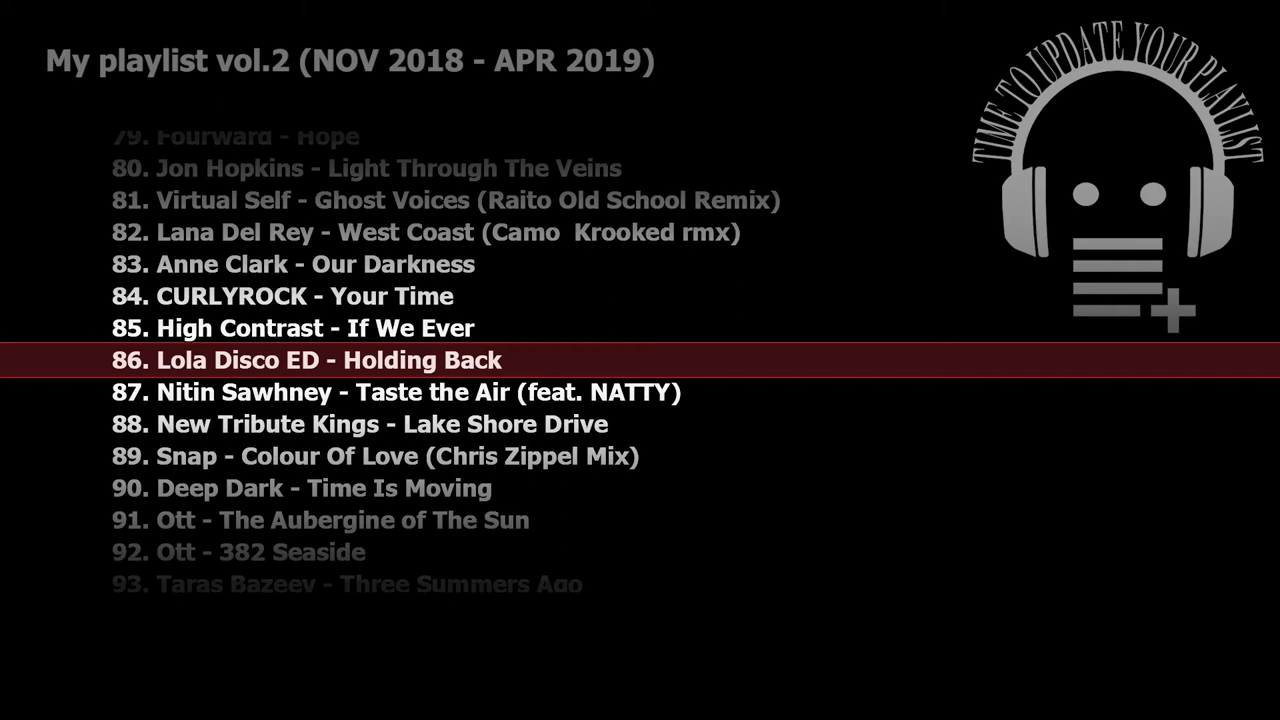 My playlist vol.2 (NOV 2018 - APR 2019)
TIME TO UPDATE YOUR PLAYLIST
79. Fourward - Hope
80. Jon Hopkins - Light Through The Veins
81. Virtual Self - Ghost Voices (Raito Old School Remix)
82. Lana Del Rey - West Coast (Camo  Krooked rmx)
83. Anne Clark - Our Darkness
84. CURLYROCK - Your Time
85. High Contrast - If We Ever
86. Lola Disco ED - Holding Back
87. Nitin Sawhney - Taste the Air (feat. NATTY)
88. New Tribute Kings - Lake Shore Drive
89. Snap - Colour Of Love (Chris Zippel Mix)
90. Deep Dark - Time Is Moving
91. Ott - The Aubergine of The Sun
92. Ott - 382 Seaside
93. Taras Bazeev - Three Summers Ago